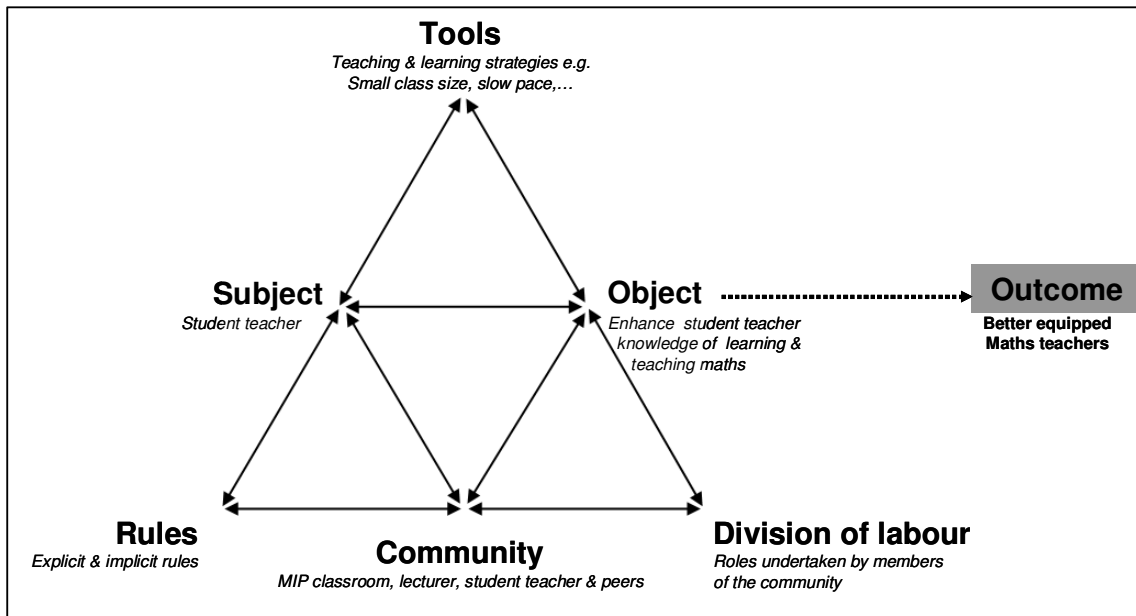 Tools
Teaching & learning strategies e.g.
Small class size, slow pace,...
Subject
Student teacher
Object
Enhance student teacher
knowledge of learning &
teaching maths
Outcome
Better equipped
Maths teachers
Rules
Explicit & implicit rules
Community
MIP classroom, lecturer, student teacher & peers
Division of labour
Roles undertaken by members
of the community